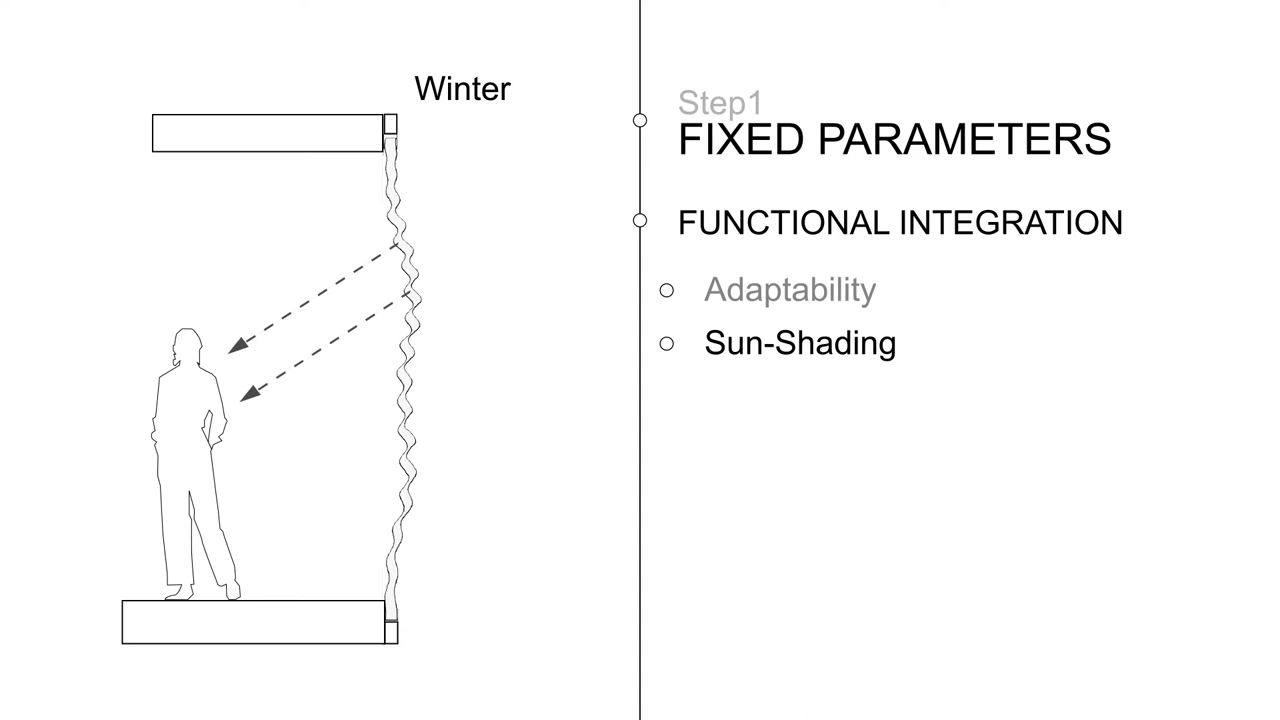 Winter
Step1
FIXED PARAMETERS
FUNCTIONAL INTEGRATION
Adaptability
Sun-Shading